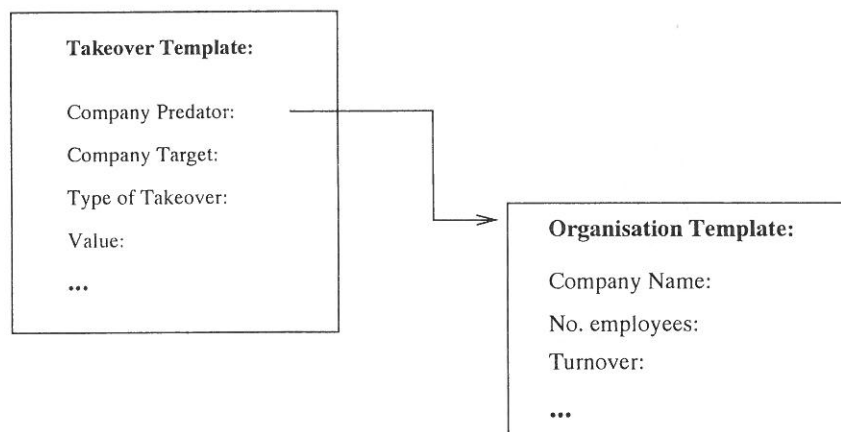 Takeover Template:
Company Predator:
Company Target:
Type of Takeover:
Value:
...
Organisation Template:
Company Name:
No. employees:
Turnover:
...